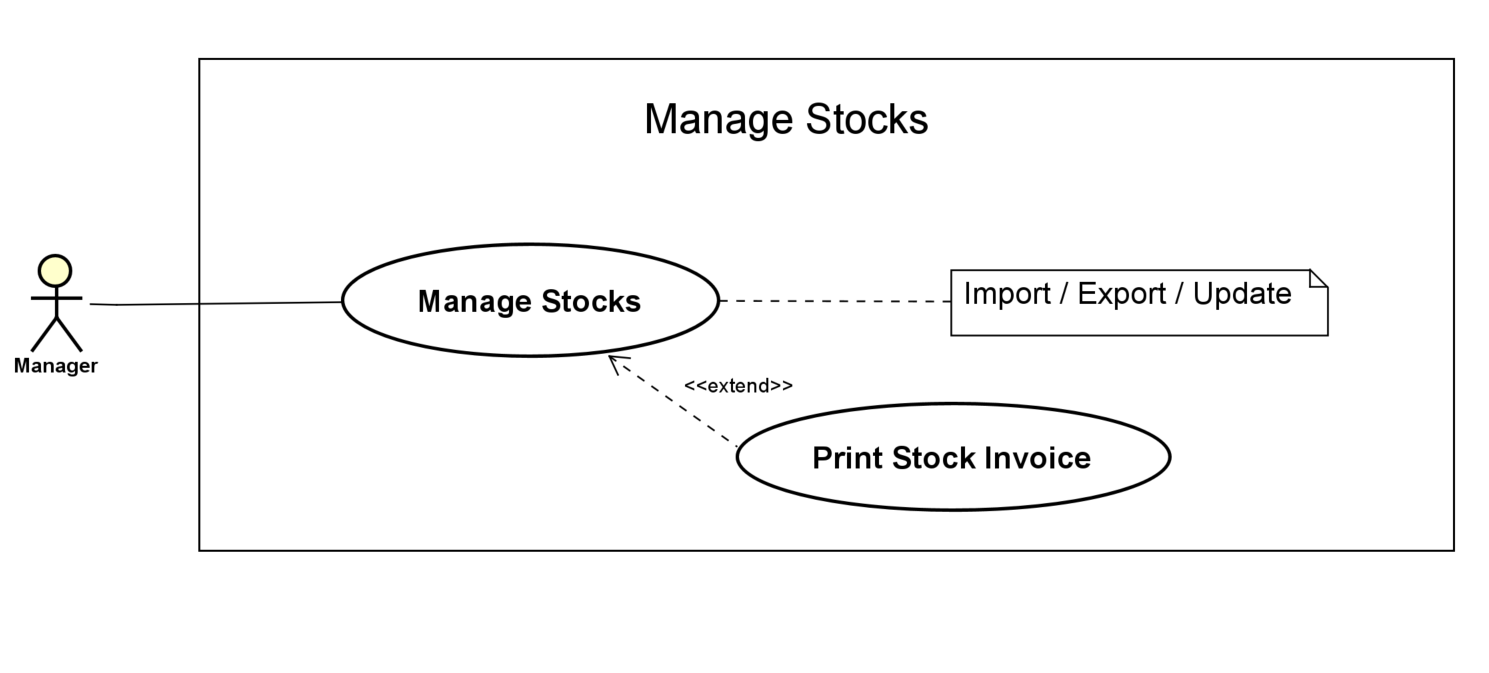 Manage Stocks
Manage Stocks
Import / Export / Update
Manager
<<extend>>
Print Stock Invoice